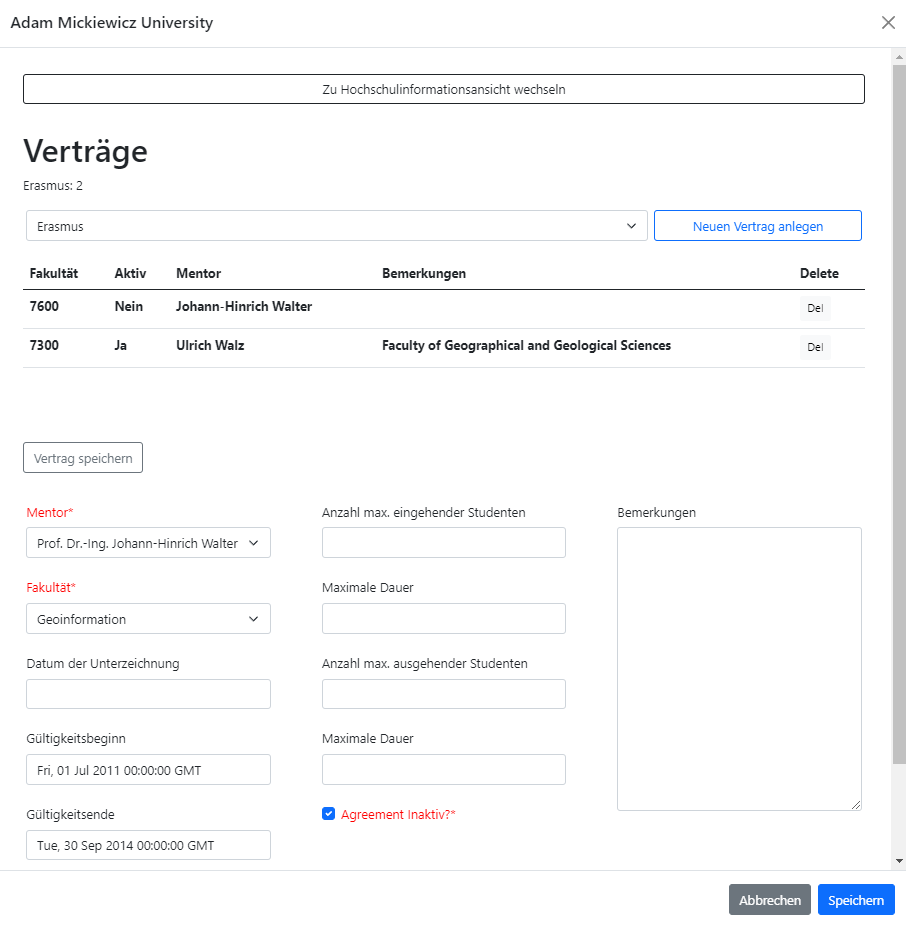 Adam Mickiewicz University
Zu Hochschulinformationsansicht wechseln
Verträge
Erasmus: 2
Erasmus Neuen Vertrag anlegen
Fakultät Aktiv Mentor Bemerkungen Delete
7600 Nein Johann-Hinrich Walter Del
7300 Ja Ulrich Walz Faculty of Geographical and Geological Sciences Del
Vertrag speichern
Mentor* Anzahl max. eingehender Studenten Bemerkungen
Prof. Dr.-Ing. Johann-Hinrich Walter
Fakultät* Maximale Dauer
Geoinformation
Datum der Unterzeichnung Anzahl max. ausgehender Studenten
Gültigkeitsbeginn Maximale Dauer
Fri, 01 Jul 2011 00:00:00 GMT
Gültigkeitsende Agreement Inaktiv?*
Tue, 30 Sep 2014 00:00:00 GMT
Abbrechen Speichern